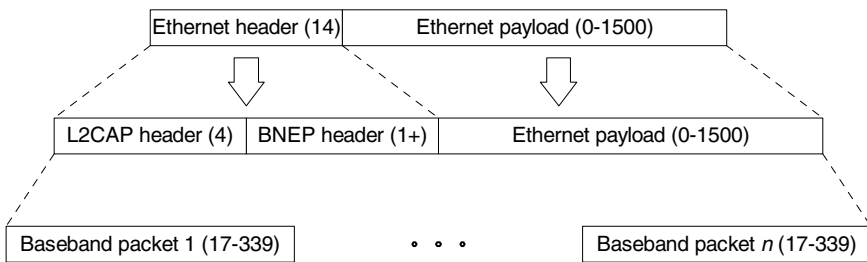 Ethernet header (14) Ethernet payload (0-1500)
L2CAP header (4) BNEP header (1+) Ethernet payload (0-1500)
Baseband packet 1 (17-339) Baseband packet n (17-339)